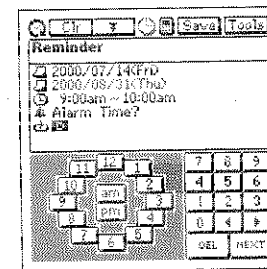 Clr Save Tools
Reminder
2000/07/14(Fri)
2000/08/31(Thu)
9:00am ~ 10:00am
Alarm Time?
11 12 1
10 am 2
9 3
8 pm 4
7 6 5
7 8 9
4 5 6
1 2 3
0
DEL NEXT